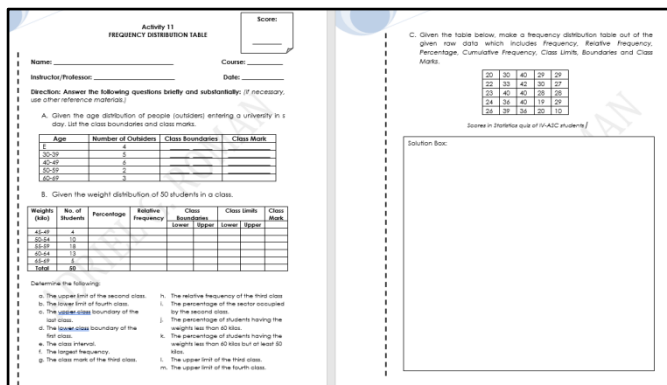 Activity 11
FREQUENCY DISTRIBUTION TABLE
Score:
Name:
Course:
Instructor/Professor:
Date:
Direction: Answer the following questions briefly and substantially: (If necessary,
use other reference materials.)
A. Given the age distribution of people (outsiders) entering a university in s
day. List the class boundaries and class marks.
Age Number of Outsiders Class Boundaries Class Mark
E 4
30-39 5
40-49 6
50-59 2
60-69 3
B. Given the weight distribution of 50 students in a class.
Weights (kilo) No. of Students Percentage Relative Frequency Class Boundaries Class Limits Class Mark
Lower Upper Lower Upper
45-49 4
50-54 10
55-59 18
60-64 13
65-69 5
Total 50
Determine the following:
a. The upper limit of the second class.
b. The lower limit of fourth class.
c. The upper class boundary of the
last class.
d. The lower class boundary of the
first class.
e. The class interval.
f. The largest frequency.
g. The class mark of the third class.
h. The relative frequency of the third class
i. The percentage of the sector occupied
by the second class.
j. The percentage of students having the
weights less than 60 kilos.
k. The percentage of students having the
weights less than 60 kilos but at least 50
kilos.
l. The upper limit of the third class.
m. The upper limit of the fourth class.
C. Given the table below, make a frequency distribution table out of the
given raw data which includes Frequency, Relative Frequency,
Percentage, Cumulative Frequency, Class Limits, Boundaries and Class
Marks.
20 30 40 29 29
22 33 42 30 27
23 40 40 28 28
24 36 40 19 29
26 39 36 20 10
Scores in Statistics quiz of IV-ASC students
Solution Box: